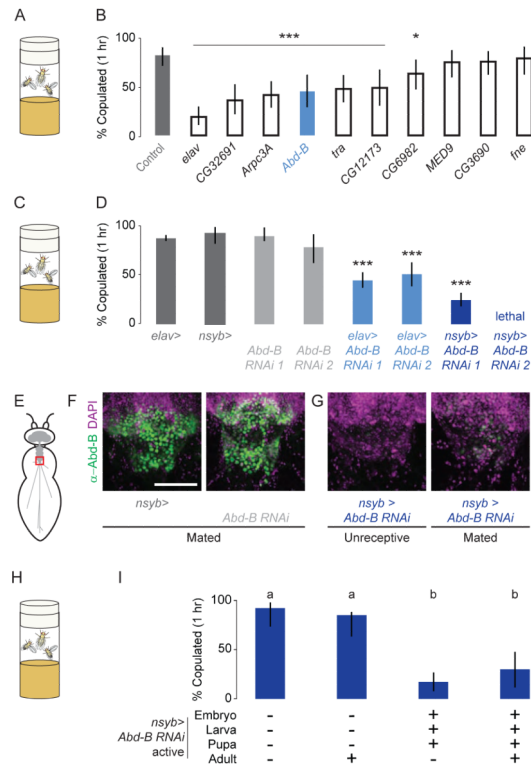 A
B
% Copulated (1 hr)
100
50
0
***
*
Control
elav
CG32691
Arpc3A
Abd-B
tra
CG12173
CG6982
MED9
CG3690
fne
C
D
% Copulated (1 hr)
100
50
0
***
***
***
lethal
elav>
nsyb>
Abd-B RNAi 1
Abd-B RNAi 2
elav> Abd-B RNAi 1
elav> Abd-B RNAi 2
nsyb> Abd-B RNAi 1
nsyb> Abd-B RNAi 2
E
F
α-Abd-B DAPI
nsyb>
Abd-B RNAi
Mated
G
nsyb > Abd-B RNAi
nsyb > Abd-B RNAi
Unreceptive
Mated
H
I
% Copulated (1 hr)
100
50
0
a
a
b
b
nsyb>
Abd-B RNAi
active
Embryo - - + +
Larva - - + +
Pupa - - + +
Adult - + - +